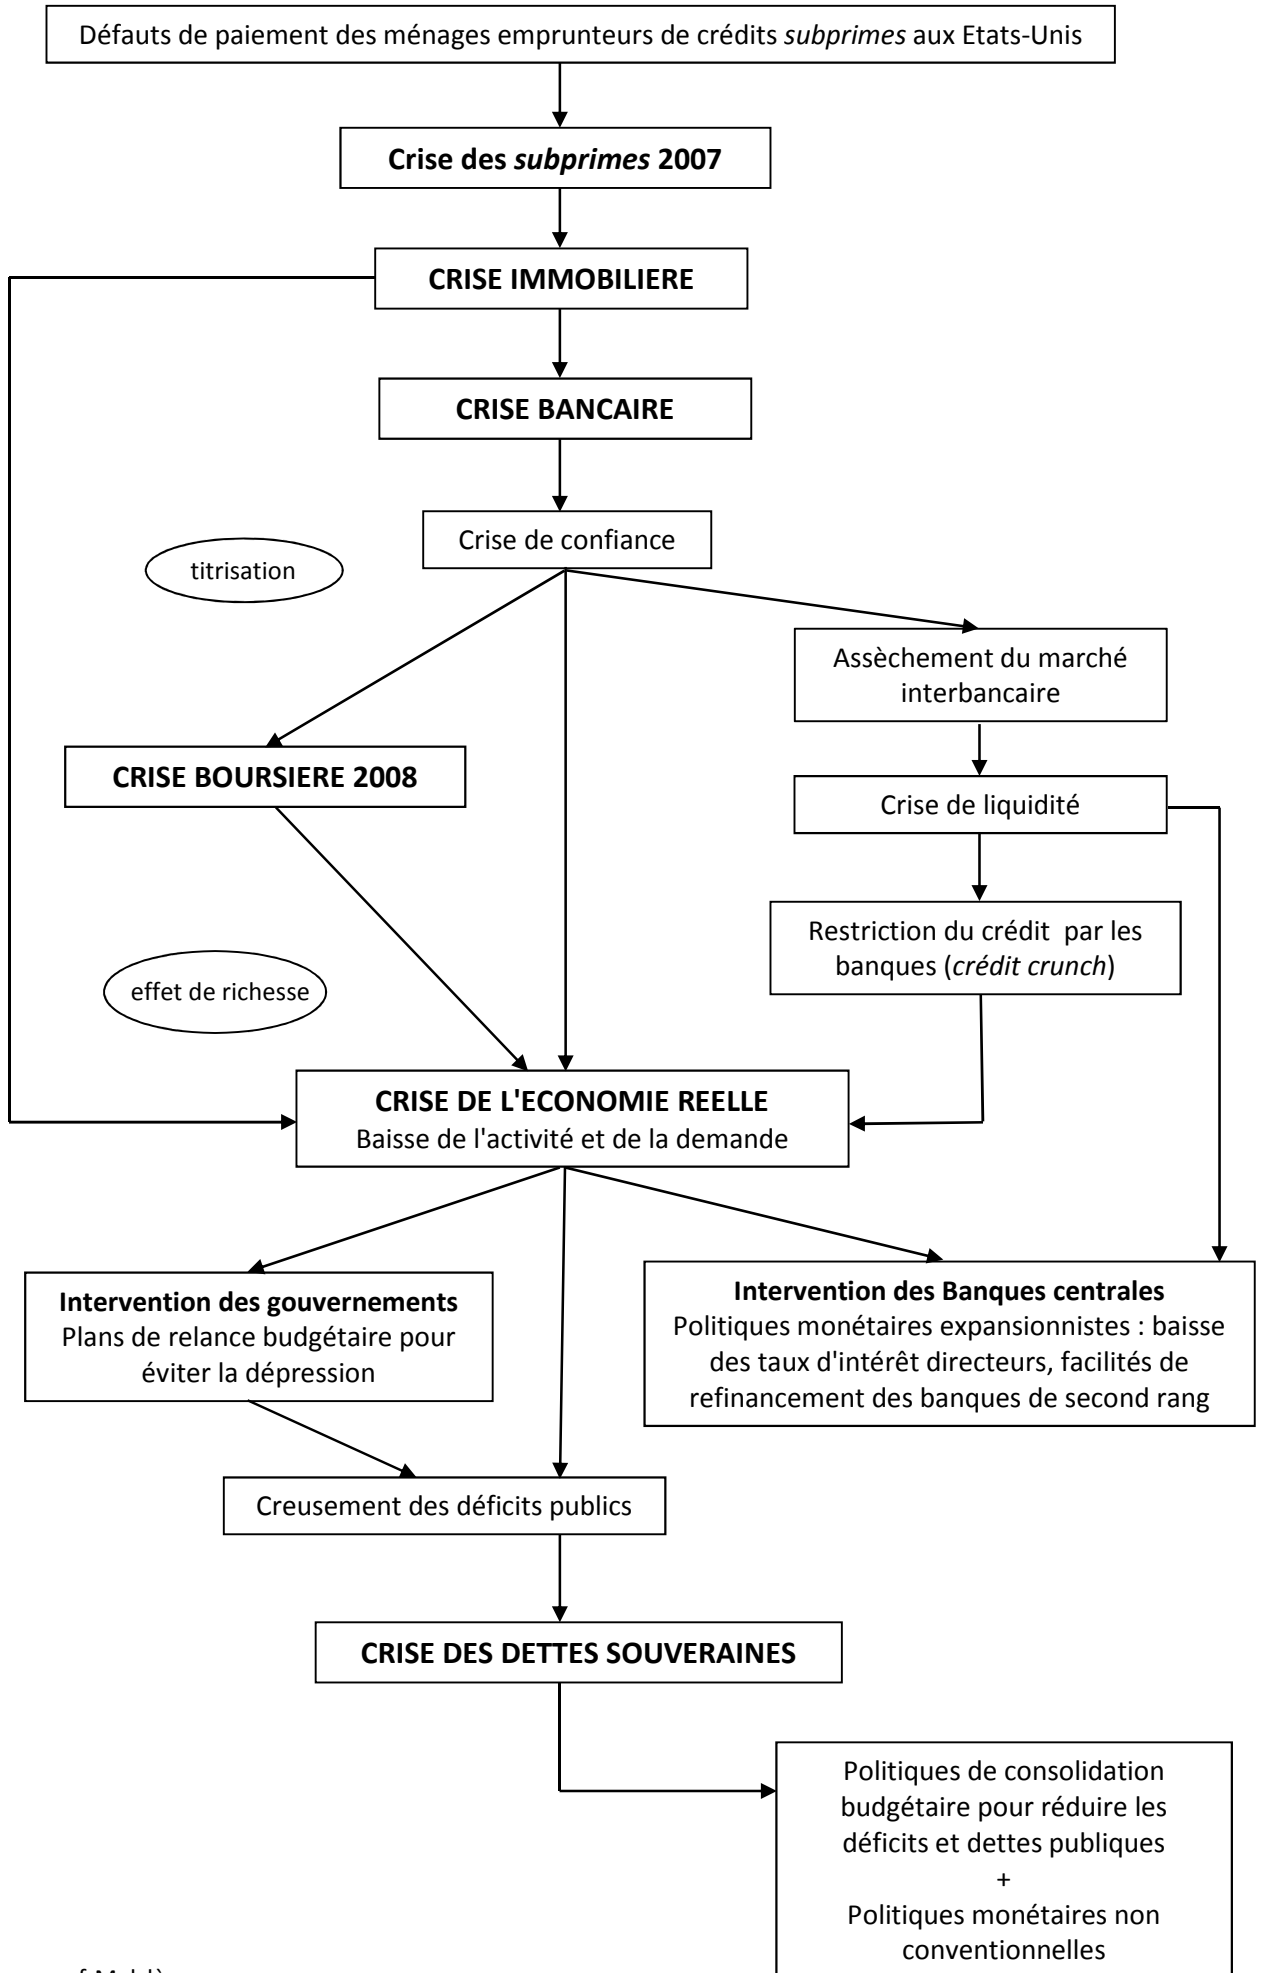 Défauts de paiement des ménages emprunteurs de crédits subprimes aux Etats-Unis
Crise des subprimes 2007
CRISE IMMOBILIERE
CRISE BANCAIRE
Crise de confiance
titrisation
Assèchement du marché
interbancaire
CRISE BOURSIERE 2008
Crise de liquidité
Restriction du crédit par les
banques (crédit crunch)
effet de richesse
CRISE DE L'ECONOMIE REELLE
Baisse de l'activité et de la demande
Intervention des gouvernements
Plans de relance budgétaire pour
éviter la dépression
Intervention des Banques centrales
Politiques monétaires expansionnistes : baisse
des taux d'intérêt directeurs, facilités de
refinancement des banques de second rang
Creusement des déficits publics
CRISE DES DETTES SOUVERAINES
Politiques de consolidation
budgétaire pour réduire les
déficits et dettes publiques
+
Politiques monétaires non
conventionnelles